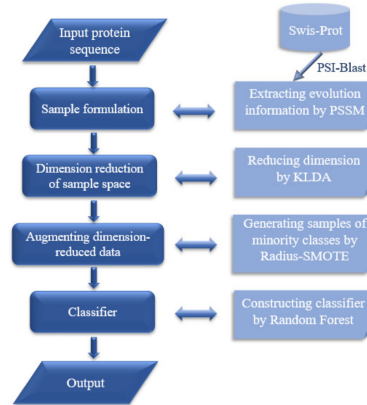 Input protein
sequence
Swis-Prot
PSI-Blast
Sample formulation
Extracting evolution
information by PSSM
Dimension reduction
of sample space
Reducing dimension
by KLDA
Augmenting dimension-
reduced data
Generating samples of
minority classes by
Radius-SMOTE
Classifier
Constructing classifier
by Random Forest
Output